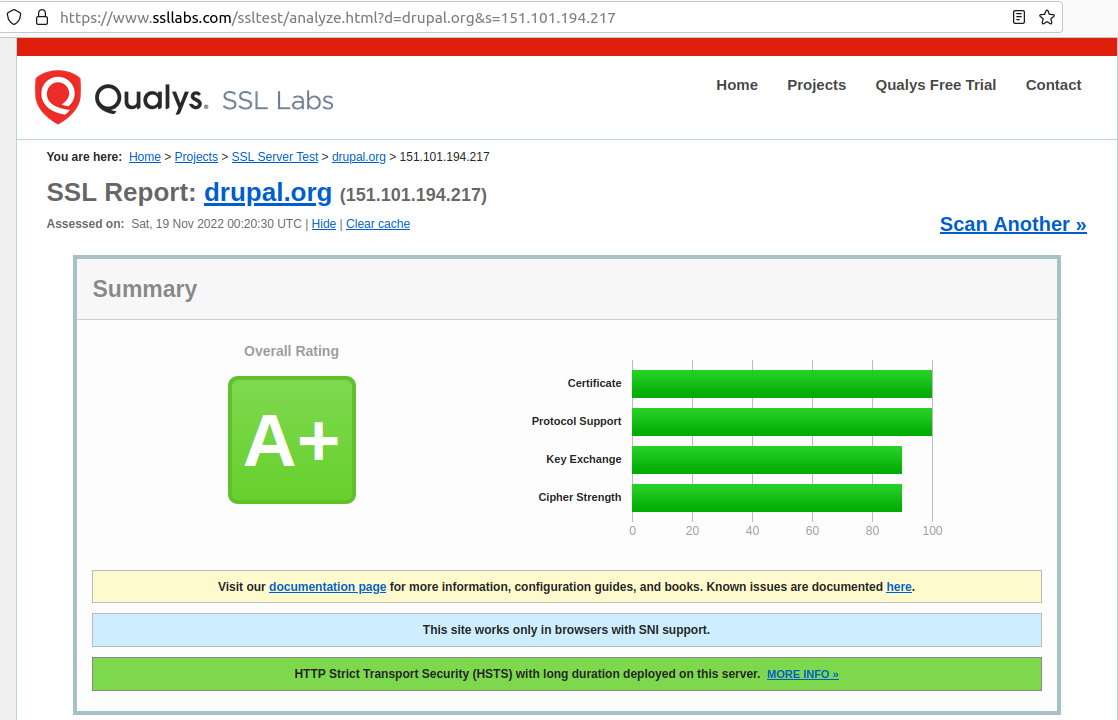 https://www.ssllabs.com/ssltest/analyze.html?d=drupal.org&s=151.101.194.217
Qualys. SSL Labs
Home Projects Qualys Free Trial Contact
You are here: Home > Projects > SSL Server Test > drupal.org > 151.101.194.217
SSL Report: drupal.org (151.101.194.217)
Assessed on: Sat, 19 Nov 2022 00:20:30 UTC | Hide | Clear cache
Scan Another »
Summary
Overall Rating
A+
Certificate
Protocol Support
Key Exchange
Cipher Strength
0 20 40 60 80 100
Visit our documentation page for more information, configuration guides, and books. Known issues are documented here.
This site works only in browsers with SNI support.
HTTP Strict Transport Security (HSTS) with long duration deployed on this server. MORE INFO »